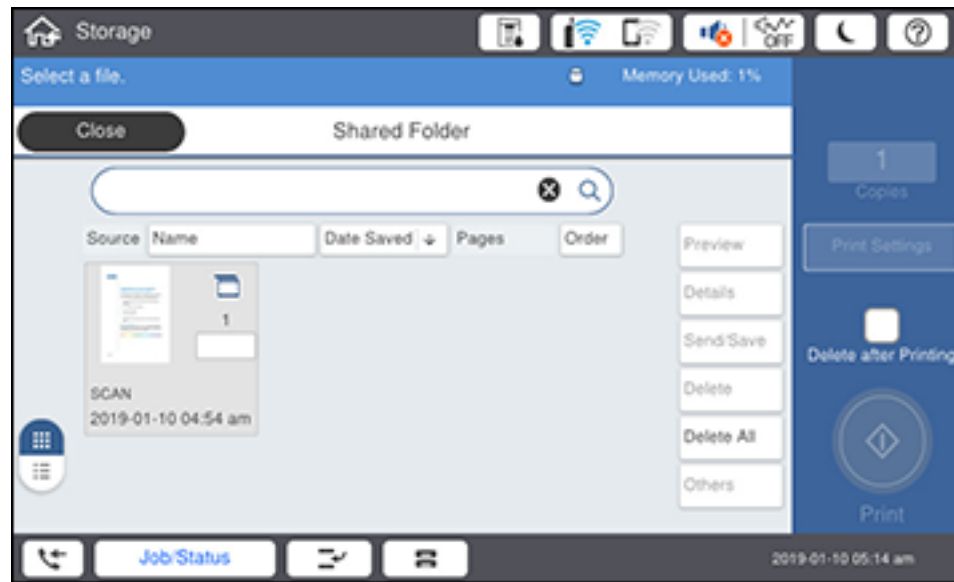 Storage
OFF
Select a file.
Memory Used: 1%
Close
Shared Folder
1
Copies
Source
Name
Date Saved
Pages
Order
Preview
Print Settings
Details
1
Send/Save
Delete after Printing
SCAN
Delete
2019-01-10 04:54 am
Delete All
Others
Print
Job/Status
2019-01-10 05:14 am